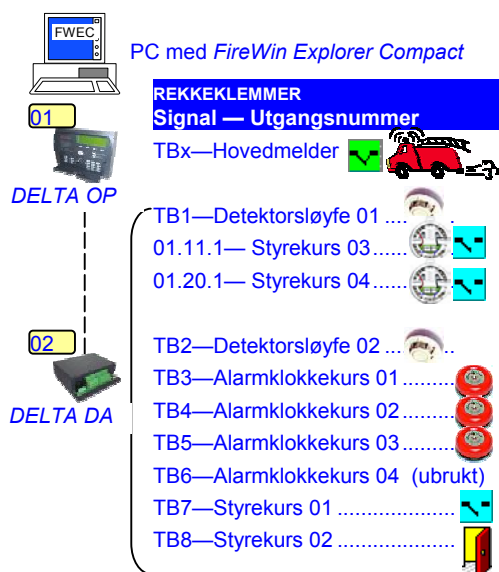 FWEC
PC med FireWin Explorer Compact
REKKEKLEMMER
Signal — Utgangsnummer
01
TBx—Hovedmelder
DELTA OP
TB1—Detektorsløyfe 01 .... .
01.11.1— Styrekurs 03......
01.20.1— Styrekurs 04......
02
TB2—Detektorsløyfe 02 ... ..
TB3—Alarmklokkekurs 01 .........
DELTA DA
TB4—Alarmklokkekurs 02.........
TB5—Alarmklokkekurs 03.........
TB6—Alarmklokkekurs 04 (ubrukt)
TB7—Styrekurs 01 .....................
TB8—Styrekurs 02 .....................